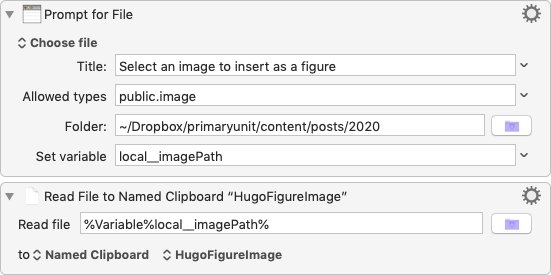 Prompt for File
Choose file
Title: Select an image to insert as a figure
Allowed types public.image
Folder: ~/Dropbox/primaryunit/content/posts/2020
Set variable local__imagePath
Read File to Named Clipboard “HugoFigureImage”
Read file %Variable%local__imagePath%
to Named Clipboard HugoFigureImage